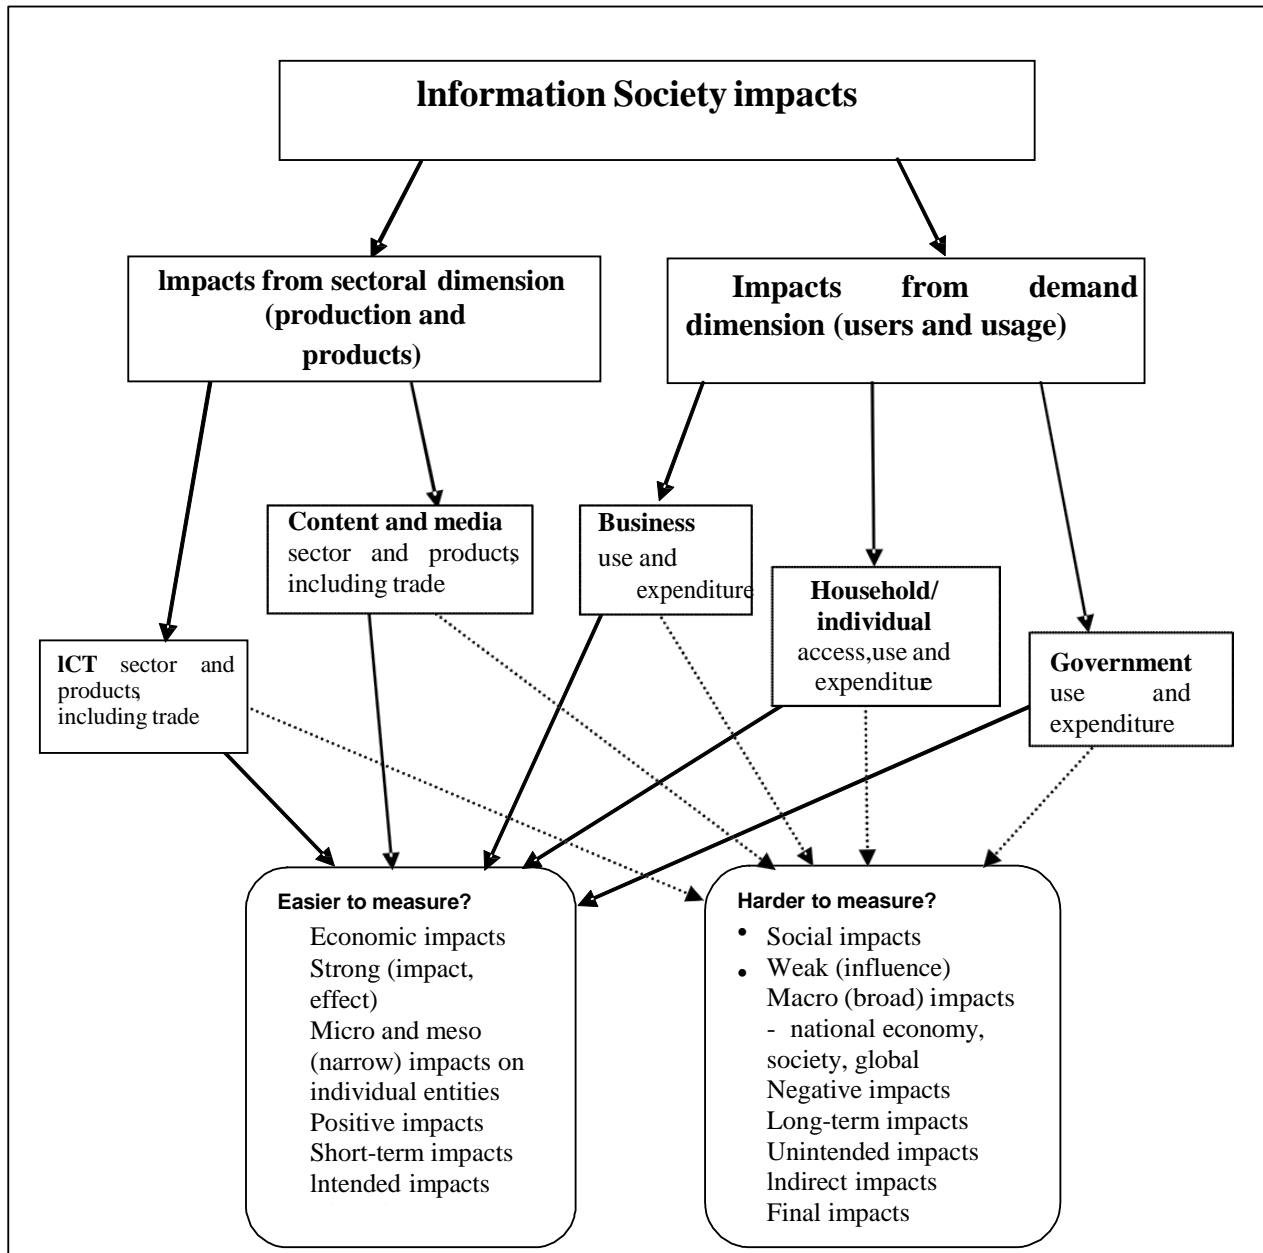 lnformation Society impacts
lmpacts from sectoral dimension
(production and
products)
Impacts from demand
dimension (users and usage)
Content and media
sector and products,
including trade
Business
use and
expenditure
Household/
individual
access,use and
expenditure
lCT sector and
products,
including trade
Government
use and
expenditure
Easier to measure?
Economic impacts
Strong (impact,
effect)
Micro and meso
(narrow) impacts on
individual entities
Positive impacts
Short-term impacts
lntended impacts
Harder to measure?
• Social impacts
• Weak (influence)
Macro (broad) impacts
- national economy,
society, global
Negative impacts
Long-term impacts
Unintended impacts
lndirect impacts
Final impacts